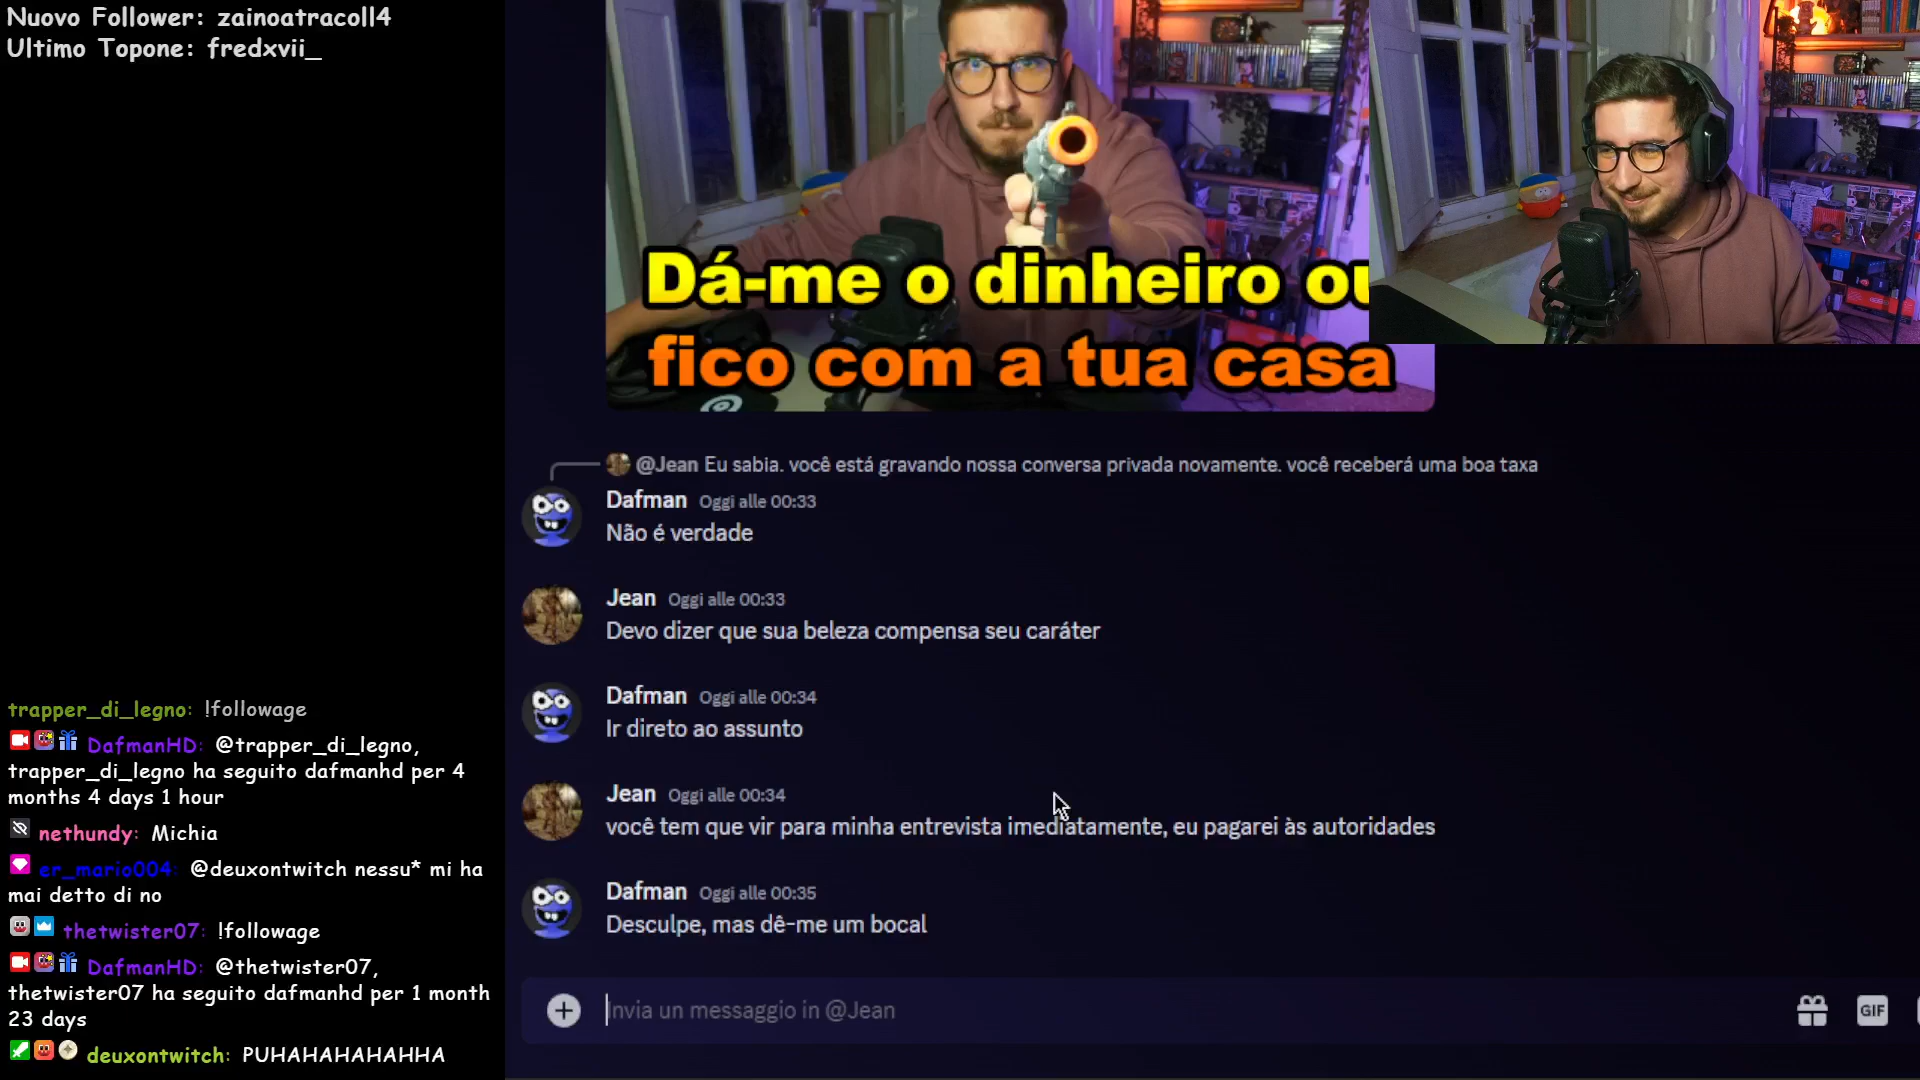 Nuovo Follower: zainoatracoll4
Ultimo Topone: fredxvii_
Dá-me o dinheiro ou
fico com a tua casa
@Jean Eu sabia. você está gravando nossa conversa privada novamente. você receberá uma boa taxa
Dafman Oggi alle 00:33
Não é verdade
Jean Oggi alle 00:33
Devo dizer que sua beleza compensa seu caráter
Dafman Oggi alle 00:34
Ir direto ao assunto
Jean Oggi alle 00:34
você tem que vir para minha entrevista imediatamente, eu pagarei às autoridades
Dafman Oggi alle 00:35
Desculpe, mas dê-me um bocal
Invia un messaggio in @Jean
GIF
trapper_di_legno: !followage
DafmanHD: @trapper_di_legno,
trapper_di_legno ha seguito dafmanhd per 4
months 4 days 1 hour
nethundy: Michia
er_mario004: @deuxontwitch nessu* mi ha
mai detto di no
thetwister07: !followage
DafmanHD: @thetwister07,
thetwister07 ha seguito dafmanhd per 1 month
23 days
deuxontwitch: PUHAHAHAHAHHA